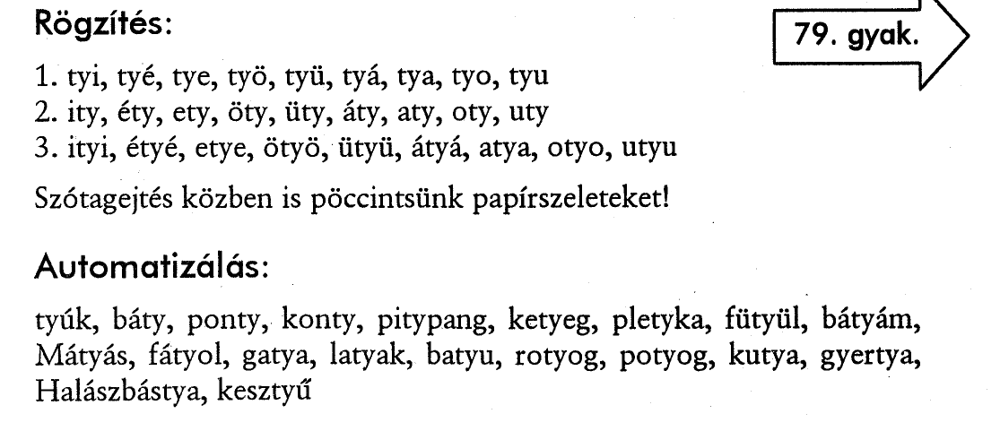 Rögzítés:
79. gyak.
1. tyi, tyé, tye, työ, tyü, tyá, tya, tyo, tyu
2. ity, éty, ety, öty, üty, áty, aty, oty, uty
3. ityi, étyé, etye, ötyö, ütyü, átyá, atya, otyo, utyu
Szótagejtés közben is pöccintsünk papírszeleteket!
Automatizálás:
tyúk, báty, ponty, konty, pitypang, ketyeg, pletyka, fütyül, bátyám,
Mátyás, fátyol, gatya, latyak, batyu, rotyog, potyog, kutya, gyertya,
Halászbástya, kesztyű